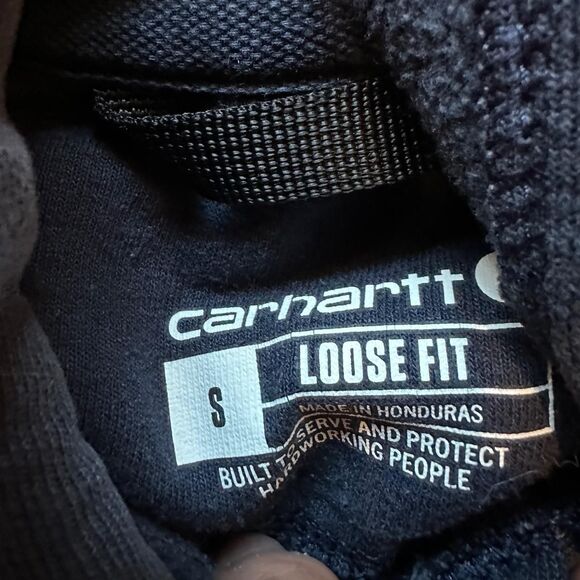 carhartt
S
LOOSE FIT
MADE IN HONDURAS
BUILT TO SERVE AND PROTECT
HARDWORKING PEOPLE